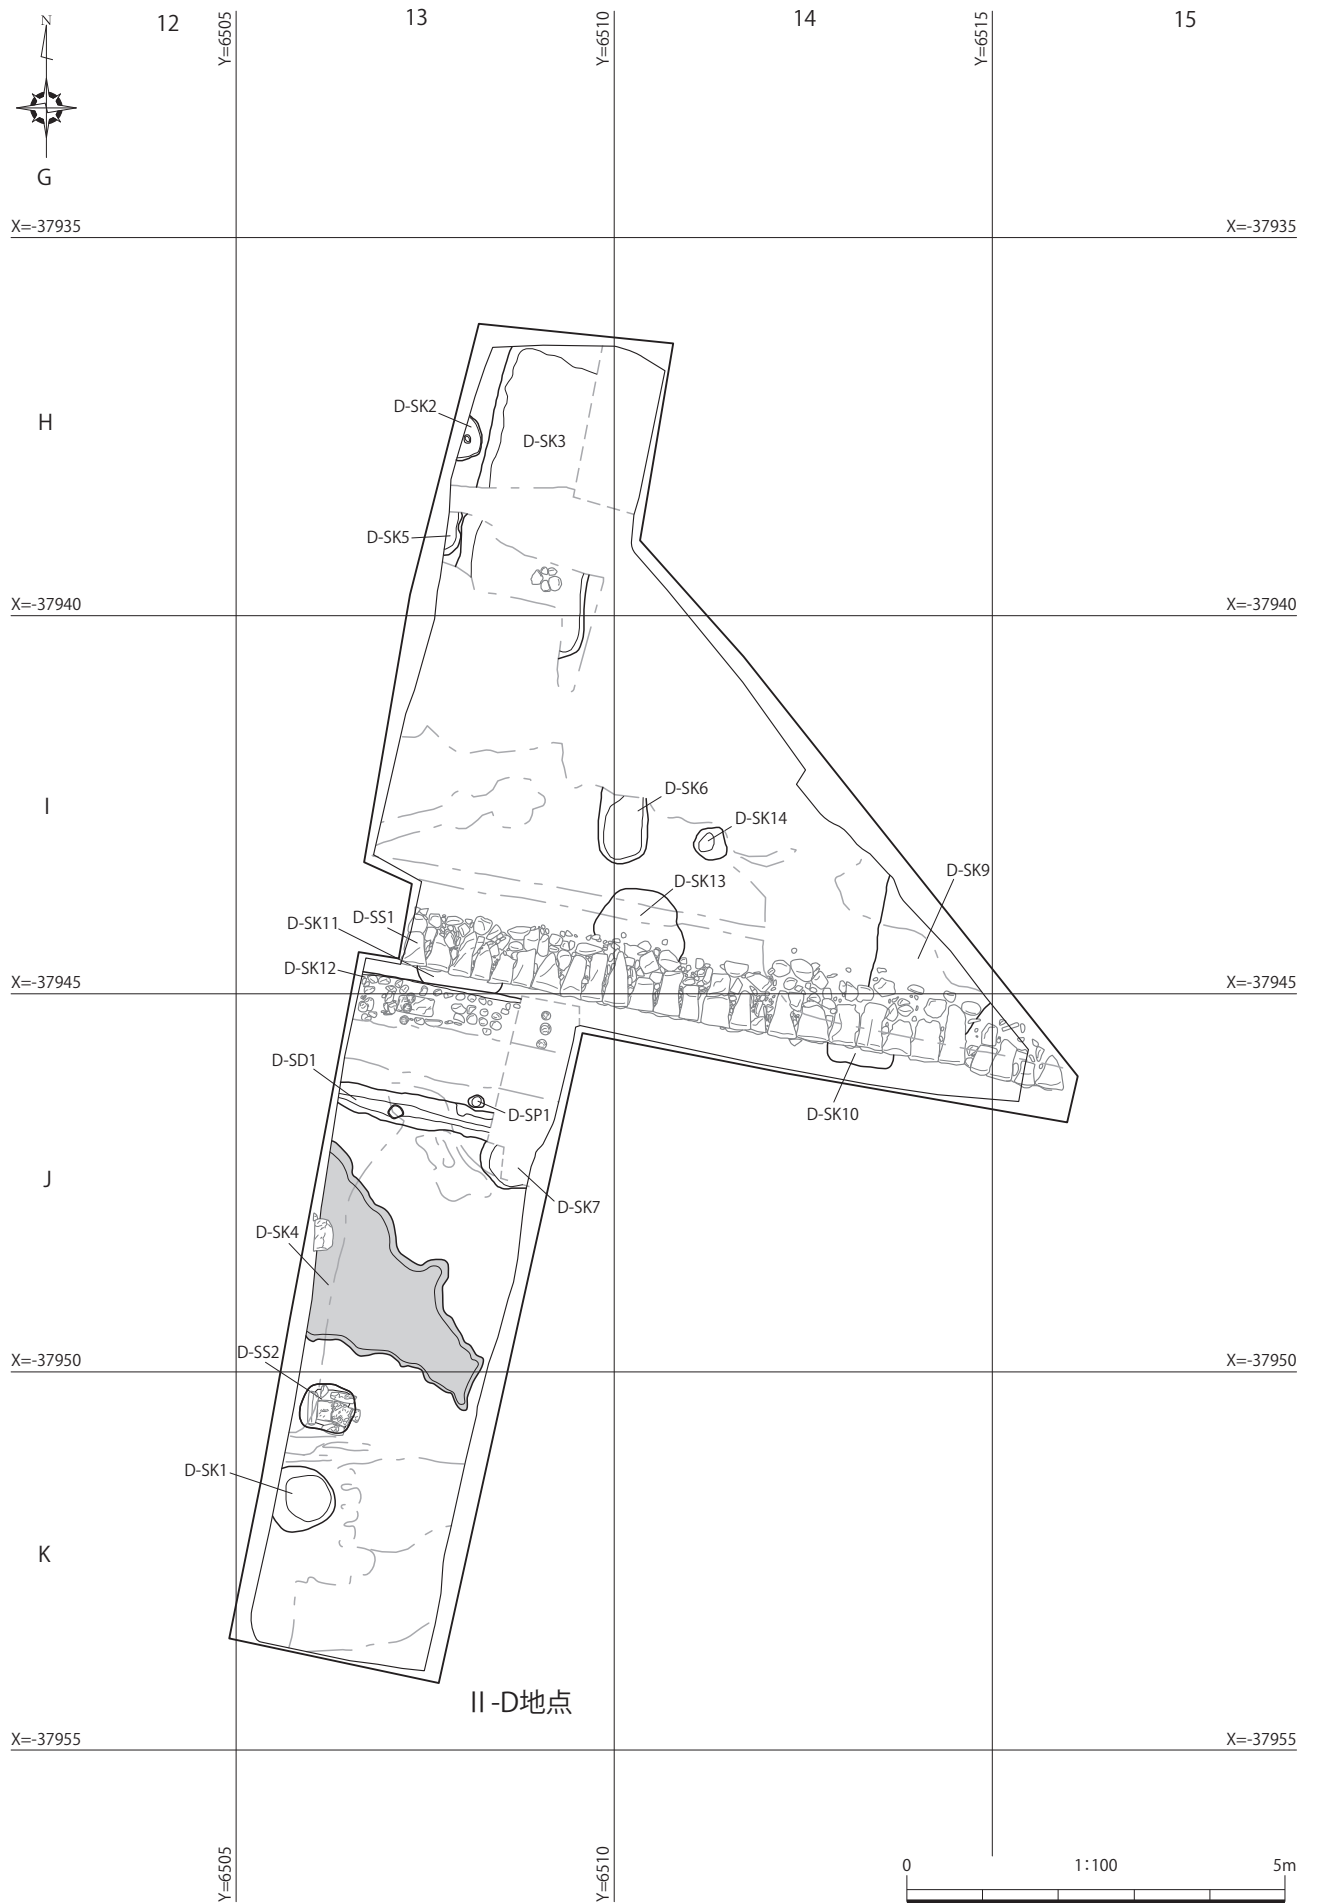 N
12
Y=6505
13
Y=6510
14
Y=6515
15
G
X=-37935
X=-37935
H
D-SK2
D-SK3
D-SK5
X=-37940
X=-37940
I
D-SK6
D-SK14
D-SK9
D-SK13
D-SK11
D-SS1
D-SK12
X=-37945
X=-37945
D-SD1
D-SP1
D-SK10
J
D-SK7
D-SK4
D-SS2
X=-37950
X=-37950
D-SK1
K
Ⅱ-D地点
X=-37955
X=-37955
Y=6505
Y=6510
0
1:100
5m